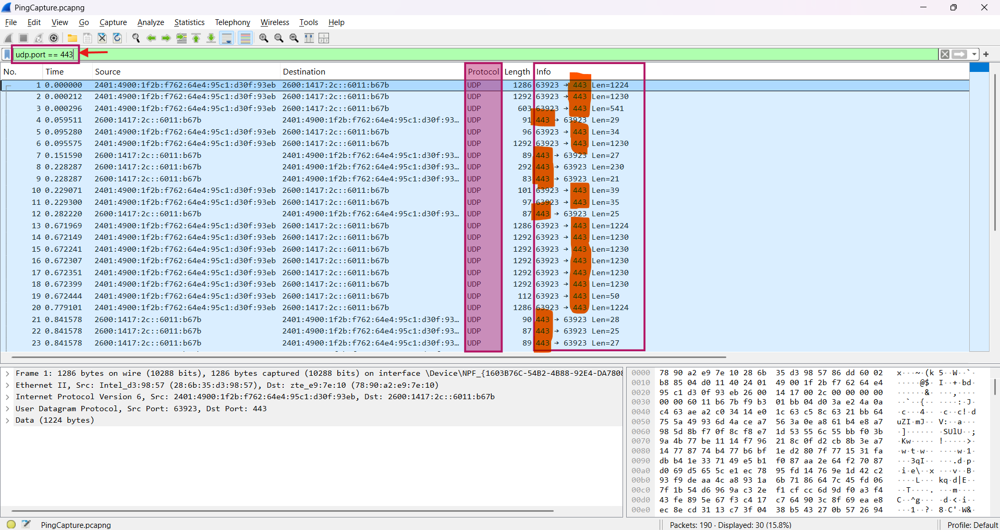 PingCapture.pcapng
File Edit View Go Capture Analyze Statistics Telephony Wireless Tools Help
udp.port == 443
No. Time Source Destination Protocol Length Info
1 0.000000 2401:4900:1f2b:f762:64e4:95c1:d30f:93eb 2600:1417:2c::6011:b67b UDP 1286 63923 → 443 Len=1224
2 0.000212 2401:4900:1f2b:f762:64e4:95c1:d30f:93eb 2600:1417:2c::6011:b67b UDP 1292 63923 → 443 Len=1230
3 0.000296 2401:4900:1f2b:f762:64e4:95c1:d30f:93eb 2600:1417:2c::6011:b67b UDP 603 63923 → 443 Len=541
4 0.059511 2600:1417:2c::6011:b67b 2401:4900:1f2b:f762:64e4:95c1:d30f:93… UDP 91 443 → 63923 Len=29
5 0.095280 2401:4900:1f2b:f762:64e4:95c1:d30f:93eb 2600:1417:2c::6011:b67b UDP 96 63923 → 443 Len=34
6 0.095575 2401:4900:1f2b:f762:64e4:95c1:d30f:93eb 2600:1417:2c::6011:b67b UDP 1292 63923 → 443 Len=1230
7 0.151590 2600:1417:2c::6011:b67b 2401:4900:1f2b:f762:64e4:95c1:d30f:93… UDP 89 443 → 63923 Len=27
8 0.228287 2600:1417:2c::6011:b67b 2401:4900:1f2b:f762:64e4:95c1:d30f:93… UDP 292 443 → 63923 Len=230
9 0.228287 2600:1417:2c::6011:b67b 2401:4900:1f2b:f762:64e4:95c1:d30f:93… UDP 83 443 → 63923 Len=21
10 0.229071 2401:4900:1f2b:f762:64e4:95c1:d30f:93eb 2600:1417:2c::6011:b67b UDP 101 63923 → 443 Len=39
11 0.229300 2401:4900:1f2b:f762:64e4:95c1:d30f:93eb 2600:1417:2c::6011:b67b UDP 97 63923 → 443 Len=35
12 0.282220 2600:1417:2c::6011:b67b 2401:4900:1f2b:f762:64e4:95c1:d30f:93… UDP 87 443 → 63923 Len=25
13 0.671969 2401:4900:1f2b:f762:64e4:95c1:d30f:93eb 2600:1417:2c::6011:b67b UDP 1286 63923 → 443 Len=1224
14 0.672149 2401:4900:1f2b:f762:64e4:95c1:d30f:93eb 2600:1417:2c::6011:b67b UDP 1292 63923 → 443 Len=1230
15 0.672241 2401:4900:1f2b:f762:64e4:95c1:d30f:93eb 2600:1417:2c::6011:b67b UDP 1292 63923 → 443 Len=1230
16 0.672307 2401:4900:1f2b:f762:64e4:95c1:d30f:93eb 2600:1417:2c::6011:b67b UDP 1292 63923 → 443 Len=1230
17 0.672351 2401:4900:1f2b:f762:64e4:95c1:d30f:93eb 2600:1417:2c::6011:b67b UDP 1292 63923 → 443 Len=1230
18 0.672399 2401:4900:1f2b:f762:64e4:95c1:d30f:93eb 2600:1417:2c::6011:b67b UDP 1292 63923 → 443 Len=1230
19 0.672444 2401:4900:1f2b:f762:64e4:95c1:d30f:93eb 2600:1417:2c::6011:b67b UDP 112 63923 → 443 Len=50
20 0.779101 2401:4900:1f2b:f762:64e4:95c1:d30f:93eb 2600:1417:2c::6011:b67b UDP 1286 63923 → 443 Len=1224
21 0.841578 2600:1417:2c::6011:b67b 2401:4900:1f2b:f762:64e4:95c1:d30f:93… UDP 90 443 → 63923 Len=28
22 0.841578 2600:1417:2c::6011:b67b 2401:4900:1f2b:f762:64e4:95c1:d30f:93… UDP 87 443 → 63923 Len=25
23 0.841578 2600:1417:2c::6011:b67b 2401:4900:1f2b:f762:64e4:95c1:d30f:93… UDP 89 443 → 63923 Len=27
Frame 1: 1286 bytes on wire (10288 bits), 1286 bytes captured (10288 bits) on interface \Device\NPF_{1603B76C-54B2-4B88-92E4-DA7808
Ethernet II, Src: Intel_d3:98:57 (28:6b:35:d3:98:57), Dst: zte_e9:7e:10 (78:90:a2:e9:7e:10)
Internet Protocol Version 6, Src: 2401:4900:1f2b:f762:64e4:95c1:d30f:93eb, Dst: 2600:1417:2c::6011:b67b
User Datagram Protocol, Src Port: 63923, Dst Port: 443
Data (1224 bytes)
0000 78 90 a2 e9 7e 10 28 6b 35 d3 98 57 86 dd 60 02 x···~·(k 5··W··`·
0010 b8 85 04 d0 11 40 24 01 49 00 1f 2b f7 62 64 e4 ·····@$· I··+·bd·
0020 95 c1 d3 0f 93 eb 26 00 14 17 00 2c 00 00 00 00 ······&· ···,····
0030 00 00 60 11 b6 7b f9 b3 01 bb 04 d0 3a e2 4a 0a ··`··{·· ····:·J·
0040 c4 63 ae a2 c0 34 14 e0 1c 63 c5 8c 63 21 bb 64 ·c···4·· ·c··c!·d
0050 75 5a 49 93 6d 4a ce a7 56 3a 0e a8 61 b4 e8 a7 uZI·mJ·· V:··a···
0060 98 5d 8b f7 0f 8c f8 e7 1d 53 55 6c 55 bb f0 3b ·]······ ·SUlU··;
0070 9a 4b 77 be 11 14 f7 96 21 8c 0f d2 cb 8b 3e a7 ·Kw····· !·····>·
0080 14 77 87 74 b4 77 b6 bf 1e d2 80 7f 77 15 31 fa ·w·t·w·· ····w·1·
0090 db b4 1e 33 71 49 e5 b1 f0 87 aa 2e 64 f2 70 87 ···3qI·· ···.d·p·
00a0 d0 69 d5 65 5c e1 ec 78 95 fd 14 76 9e 1d 42 c2 ·i·e\··x ···v··B·
00b0 93 f9 de aa 4c a8 93 1a 6b 71 86 64 7c 45 fd 06 ····L··· kq·d|E··
00c0 7f 1b 54 d6 96 9a c3 2e f1 cf cc 6d 9d f0 a3 f4 ··T····. ···m····
00d0 43 fe 89 5e 67 f3 c4 17 c7 64 90 3c 8f 69 ea e8 C··^g··· ·d·<·i··
00e0 ec 8e cd 31 13 c7 3f 04 38 b5 43 27 0b 57 26 94 ···1··?· 8·C'·W&·
PingCapture.pcapng Packets: 190 · Displayed: 30 (15.8%) Profile: Default